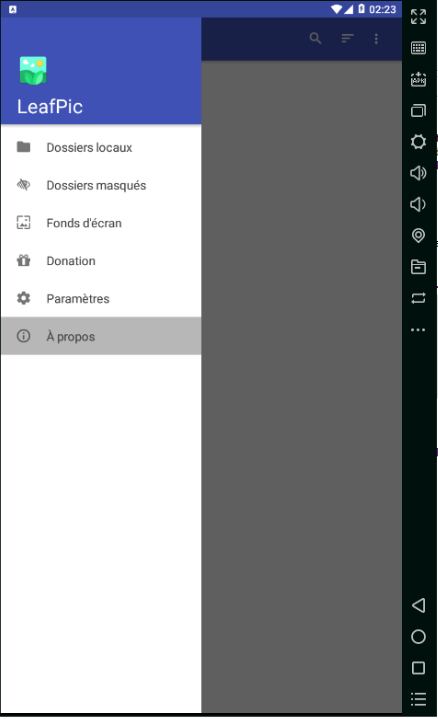 02:23
LeafPic
Dossiers locaux
Dossiers masqués
Fonds d'écran
Donation
Paramètres
À propos